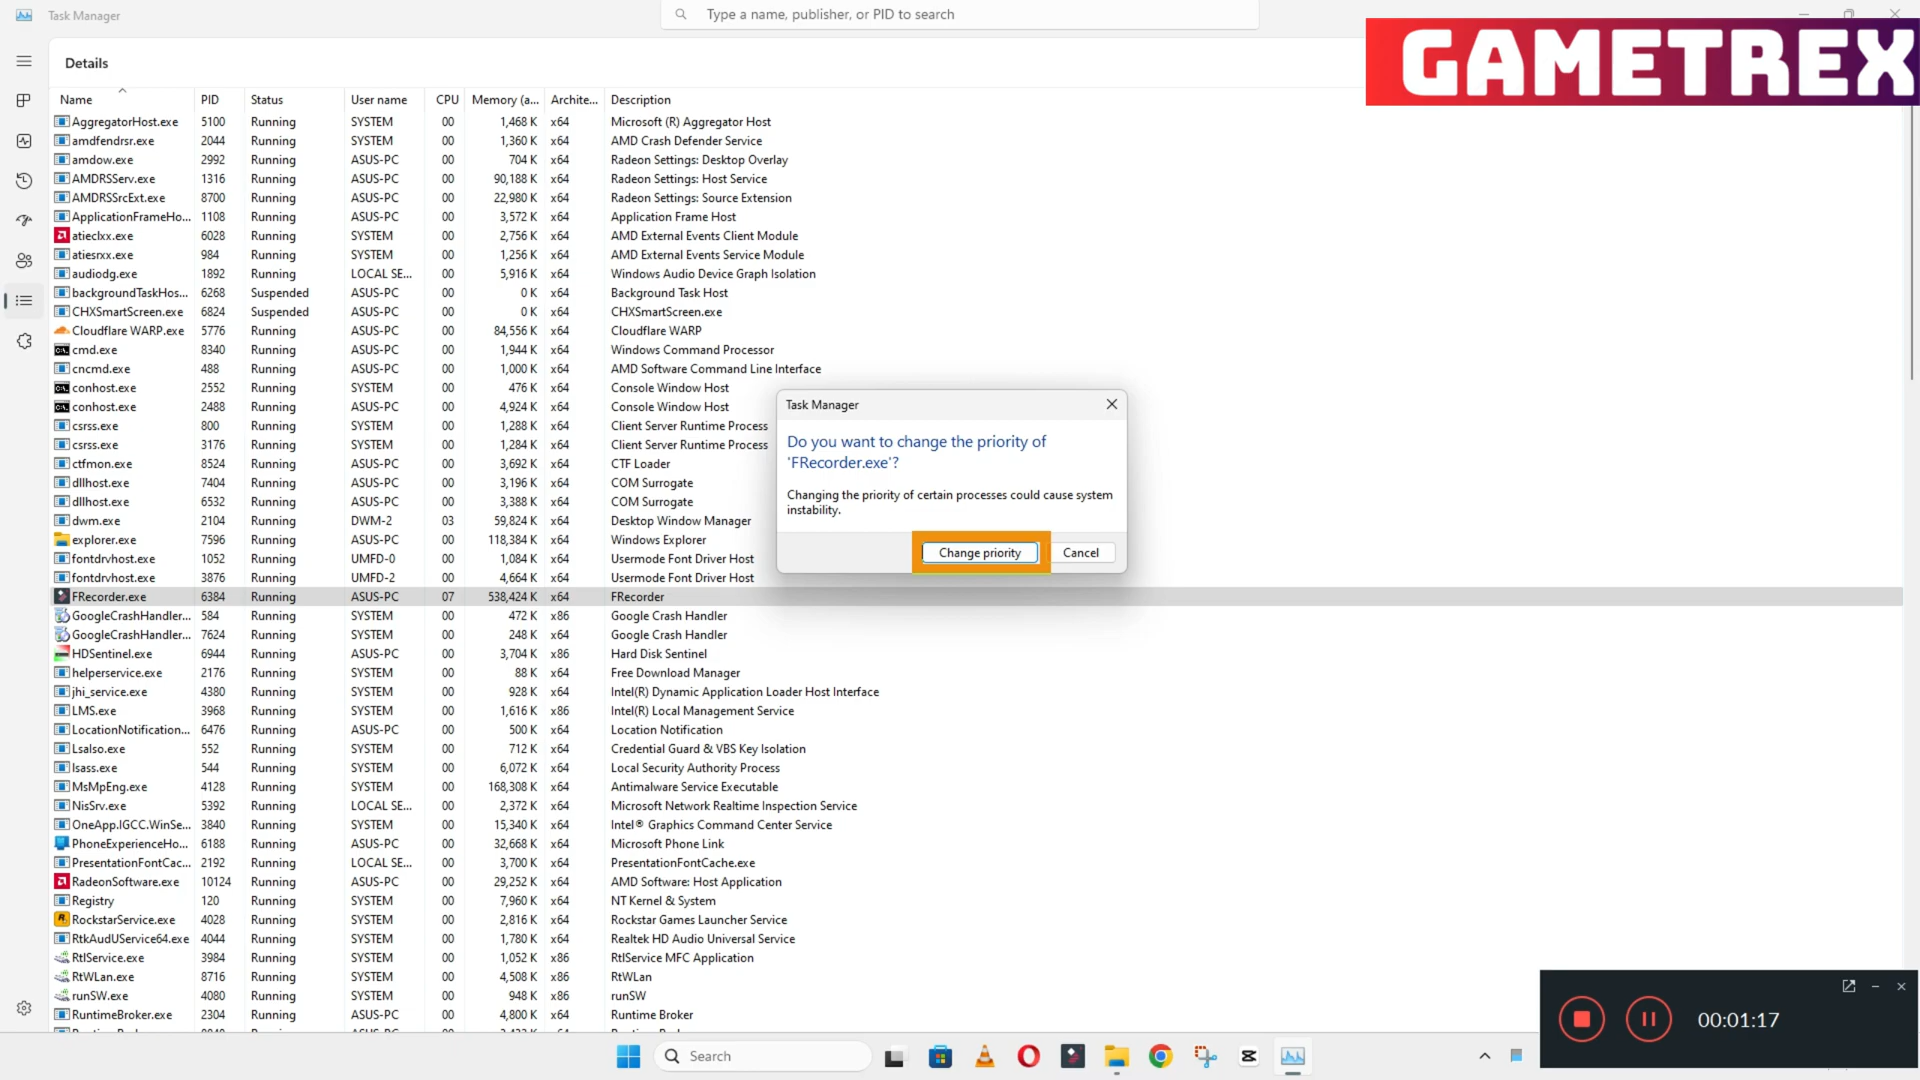 Task Manager
Type a name, publisher, or PID to search
GAMETREX
Details
Name PID Status User name CPU Memory (a... Archite... Description
AggregatorHost.exe 5100 Running SYSTEM 00 1,468 K x64 Microsoft (R) Aggregator Host
amdfendrsr.exe 2044 Running SYSTEM 00 1,360 K x64 AMD Crash Defender Service
amdow.exe 2992 Running ASUS-PC 00 704 K x64 Radeon Settings: Desktop Overlay
AMDRSServ.exe 1316 Running ASUS-PC 00 90,188 K x64 Radeon Settings: Host Service
AMDRSSrcExt.exe 8700 Running ASUS-PC 00 22,980 K x64 Radeon Settings: Source Extension
ApplicationFrameHo... 1108 Running ASUS-PC 00 3,572 K x64 Application Frame Host
atieclxx.exe 6028 Running SYSTEM 00 2,756 K x64 AMD External Events Client Module
atiesrxx.exe 984 Running SYSTEM 00 1,256 K x64 AMD External Events Service Module
audiodg.exe 1892 Running LOCAL SE... 00 5,916 K x64 Windows Audio Device Graph Isolation
backgroundTaskHos... 6268 Suspended ASUS-PC 00 0 K x64 Background Task Host
CHXSmartScreen.exe 6824 Suspended ASUS-PC 00 0 K x64 CHXSmartScreen.exe
Cloudflare WARP.exe 5776 Running ASUS-PC 00 84,556 K x64 Cloudflare WARP
cmd.exe 8340 Running ASUS-PC 00 1,944 K x64 Windows Command Processor
cncmd.exe 488 Running ASUS-PC 00 1,000 K x64 AMD Software Command Line Interface
conhost.exe 2552 Running SYSTEM 00 476 K x64 Console Window Host
conhost.exe 2488 Running ASUS-PC 00 4,924 K x64 Console Window Host
csrss.exe 800 Running SYSTEM 00 1,288 K x64 Client Server Runtime Process
csrss.exe 3176 Running SYSTEM 00 1,284 K x64 Client Server Runtime Process
ctfmon.exe 8524 Running ASUS-PC 00 3,692 K x64 CTF Loader
dllhost.exe 7404 Running ASUS-PC 00 3,196 K x64 COM Surrogate
dllhost.exe 6532 Running ASUS-PC 00 3,388 K x64 COM Surrogate
dwm.exe 2104 Running DWM-2 03 59,824 K x64 Desktop Window Manager
explorer.exe 7596 Running ASUS-PC 00 118,384 K x64 Windows Explorer
fontdrvhost.exe 1052 Running UMFD-0 00 1,084 K x64 Usermode Font Driver Host
fontdrvhost.exe 3876 Running UMFD-2 00 4,664 K x64 Usermode Font Driver Host
FRecorder.exe 6384 Running ASUS-PC 07 538,424 K x64 FRecorder
GoogleCrashHandler... 584 Running SYSTEM 00 472 K x86 Google Crash Handler
GoogleCrashHandler... 7624 Running SYSTEM 00 248 K x64 Google Crash Handler
HDSentinel.exe 6944 Running ASUS-PC 00 3,704 K x86 Hard Disk Sentinel
helperservice.exe 2176 Running SYSTEM 00 88 K x64 Free Download Manager
jhi_service.exe 4380 Running SYSTEM 00 928 K x64 Intel(R) Dynamic Application Loader Host Interface
LMS.exe 3968 Running SYSTEM 00 1,616 K x86 Intel(R) Local Management Service
LocationNotification... 6476 Running ASUS-PC 00 500 K x64 Location Notification
LsaIso.exe 552 Running SYSTEM 00 712 K x64 Credential Guard & VBS Key Isolation
lsass.exe 544 Running SYSTEM 00 6,072 K x64 Local Security Authority Process
MsMpEng.exe 4128 Running SYSTEM 00 168,308 K x64 Antimalware Service Executable
NisSrv.exe 5392 Running LOCAL SE... 00 2,372 K x64 Microsoft Network Realtime Inspection Service
OneApp.IGCC.WinSe... 3840 Running SYSTEM 00 15,340 K x64 Intel® Graphics Command Center Service
PhoneExperienceHo... 6188 Running ASUS-PC 00 32,668 K x64 Microsoft Phone Link
PresentationFontCac... 2192 Running LOCAL SE... 00 3,700 K x64 PresentationFontCache.exe
RadeonSoftware.exe 10124 Running ASUS-PC 00 29,252 K x64 AMD Software: Host Application
Registry 120 Running SYSTEM 00 7,960 K x64 NT Kernel & System
RockstarService.exe 4028 Running SYSTEM 00 2,816 K x64 Rockstar Games Launcher Service
RtkAudUService64.exe 4044 Running SYSTEM 00 1,780 K x64 Realtek HD Audio Universal Service
RtlService.exe 3984 Running SYSTEM 00 1,052 K x86 RtlService MFC Application
RtWLan.exe 8716 Running SYSTEM 00 4,508 K x86 RtWLan
runSW.exe 4080 Running SYSTEM 00 948 K x86 runSW
RuntimeBroker.exe 2304 Running ASUS-PC 00 4,800 K x64 Runtime Broker
Task Manager
Do you want to change the priority of
'FRecorder.exe'?
Changing the priority of certain processes could cause system
instability.
Change priority Cancel
00:01:17
Search